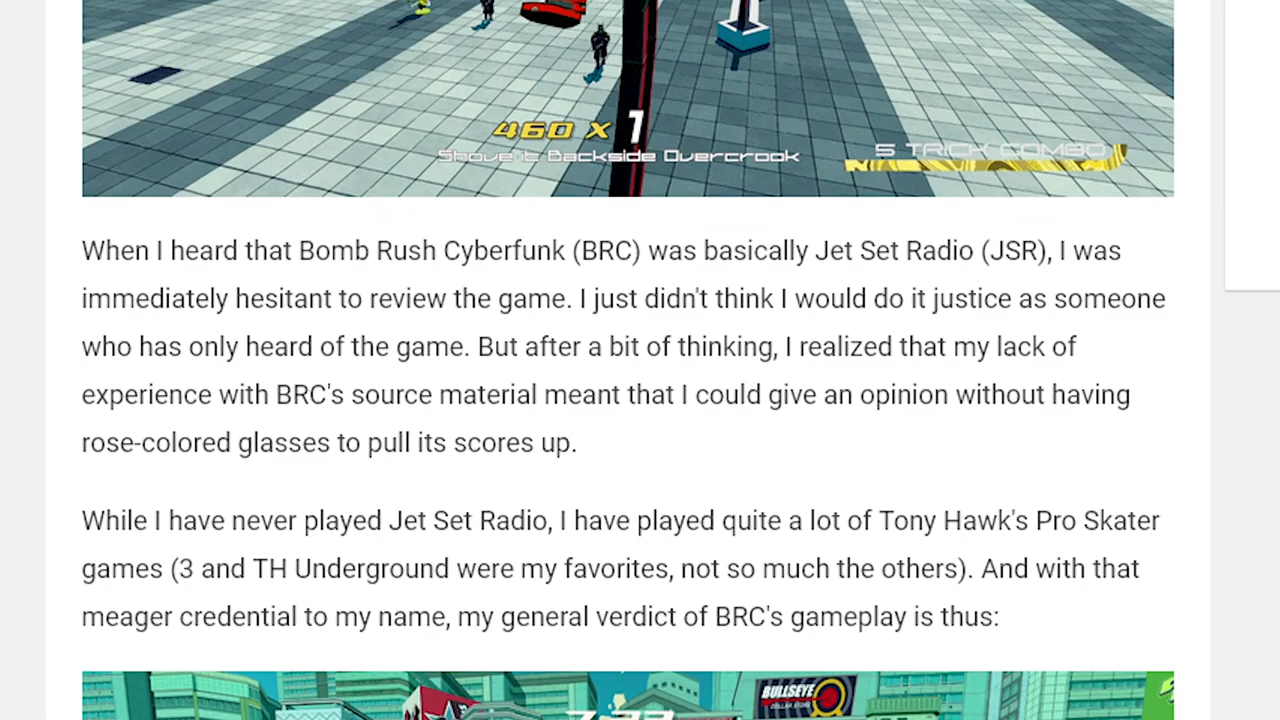 460 X 1
Shove it Backside Overcrook
5 TRICK COMBO
When I heard that Bomb Rush Cyberfunk (BRC) was basically Jet Set Radio (JSR), I was
immediately hesitant to review the game. I just didn't think I would do it justice as someone
who has only heard of the game. But after a bit of thinking, I realized that my lack of
experience with BRC's source material meant that I could give an opinion without having
rose-colored glasses to pull its scores up.
While I have never played Jet Set Radio, I have played quite a lot of Tony Hawk's Pro Skater
games (3 and TH Underground were my favorites, not so much the others). And with that
meager credential to my name, my general verdict of BRC's gameplay is thus:
BULLSEYE